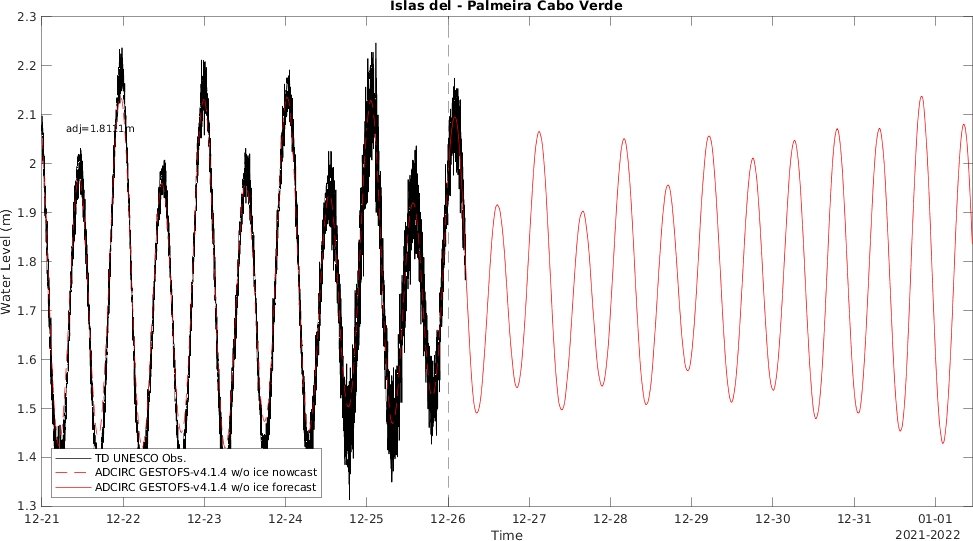 Islas del - Palmeira Cabo Verde
2.3
2.2
2.1
2
1.9
1.8
1.7
1.6
1.5
1.4
1.3
Water Level (m)
adj=1.8111m
TD UNESCO Obs.
ADCIRC GESTOFS-v4.1.4 w/o ice nowcast
ADCIRC GESTOFS-v4.1.4 w/o ice forecast
12-21 12-22 12-23 12-24 12-25 12-26 12-27 12-28 12-29 12-30 12-31 01-01
Time
2021-2022